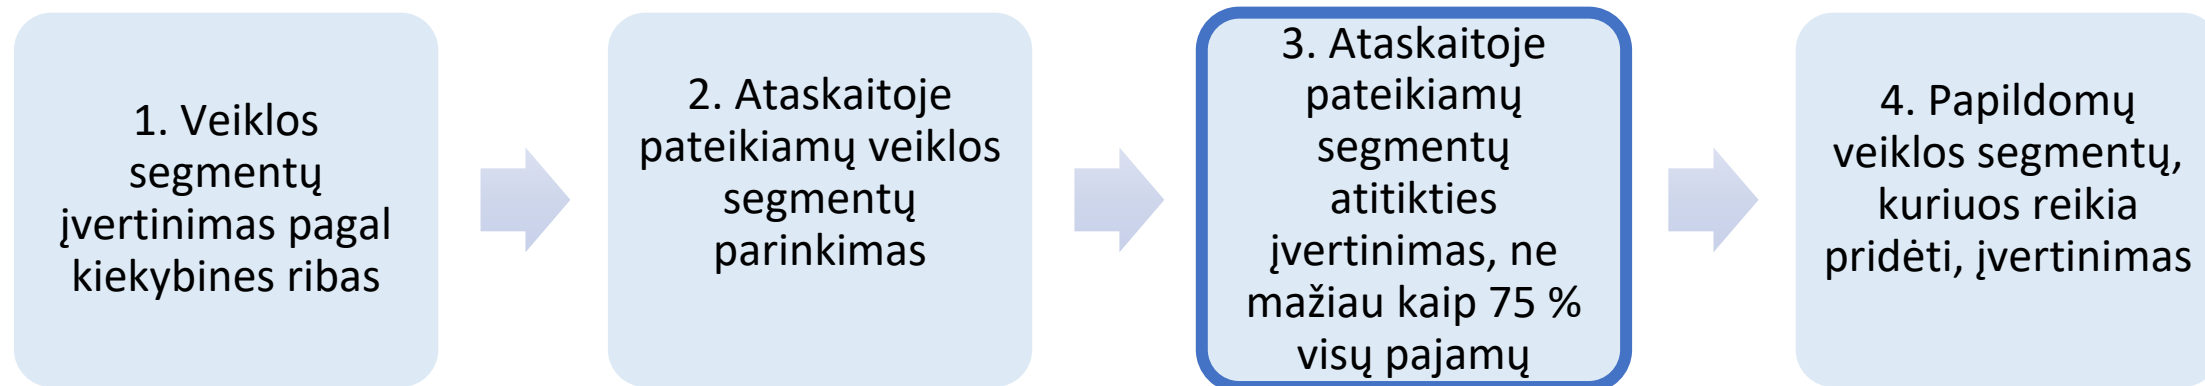 1. Veiklos
segmentų
įvertinimas pagal
kiekybines ribas
2. Ataskaitoje
pateikiamų veiklos
segmentų
parinkimas
3. Ataskaitoje
pateikiamų
segmentų
atitikties
įvertinimas, ne
mažiau kaip 75 %
visų pajamų
4. Papildomų
veiklos segmentų,
kuriuos reikia
pridėti, įvertinimas